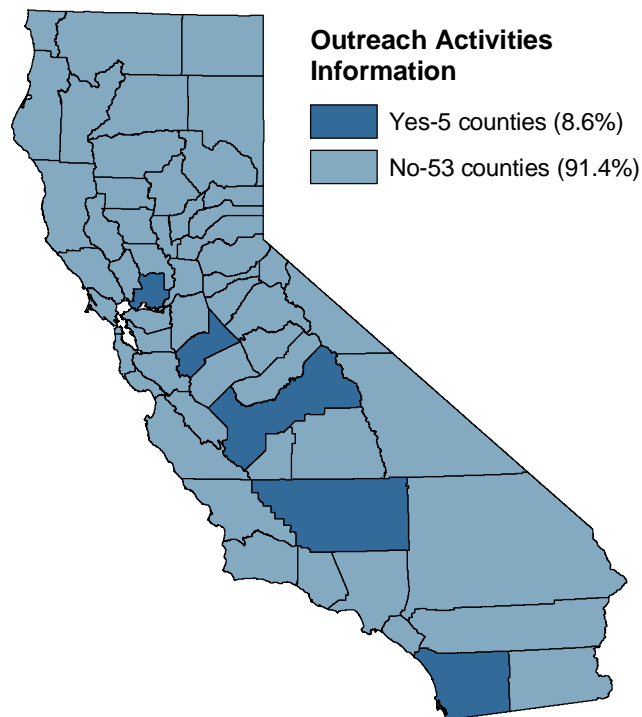 Outreach Activities
Information
Yes-5 counties (8.6%)
No-53 counties (91.4%)